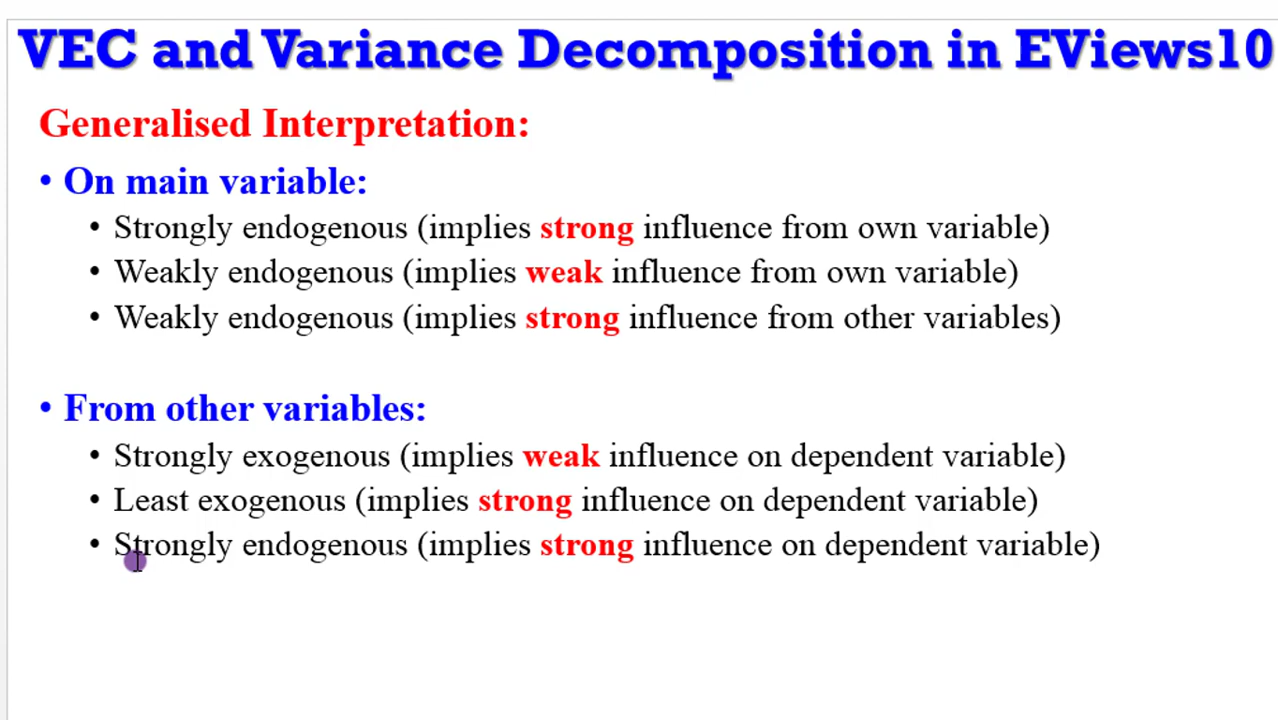 VEC and Variance Decomposition in EViews10
Generalised Interpretation:
• On main variable:
• Strongly endogenous (implies strong influence from own variable)
• Weakly endogenous (implies weak influence from own variable)
• Weakly endogenous (implies strong influence from other variables)
• From other variables:
• Strongly exogenous (implies weak influence on dependent variable)
• Least exogenous (implies strong influence on dependent variable)
• Strongly endogenous (implies strong influence on dependent variable)